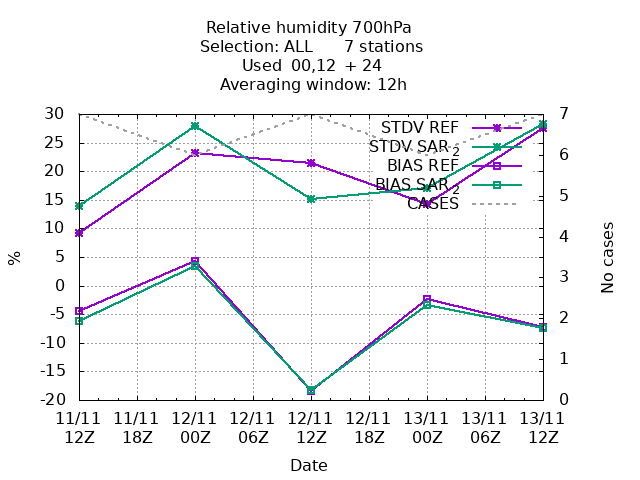 Relative humidity 700hPa
Selection: ALL 7 stations
Used 00,12 + 24
Averaging window: 12h
30 7
25 6
20 5
15 4
10 3
5 2
0 1
-5 0
-10
-15
-20
%
No cases
STDV REF
STDV SAR2
BIAS REF
BIAS SAR2
CASES
11/11 11/11 12/11 12/11 12/11 12/11 13/11 13/11 13/11
12Z 18Z 00Z 06Z 12Z 18Z 00Z 06Z 12Z
Date